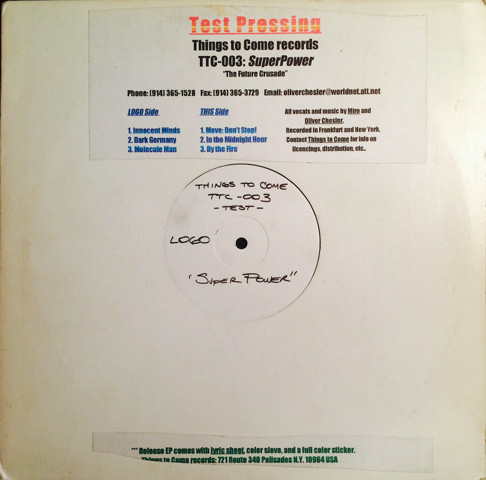 Test Pressing
Things to Come records
TTC-003: SuperPower
"The Future Crusade"
Phone: (914) 365-1528 Fax: (914) 365-3729 Email: oliverchesler@worldnet.att.net
LOGO Side
1. Innocent Minds
2. Dark Germany
3. Molecule Man
THIS Side
1. Move: Don't Stop!
2. In the Midnight Hour
3. By the Fire
All vocals and music by Miro and
Oliver Chesler.
Recorded in Frankfurt and New York.
Contact Things to Come for info on
licencing, distribution, etc..
THINGS TO COME
TTC-003
- TEST -
LOGO
"SUPER POWER"
*** Release EP comes with lyric sheet, color sleve, and a full color sticker.
Things to Come records: 721 Route 340 Palisades N.Y. 10964 USA